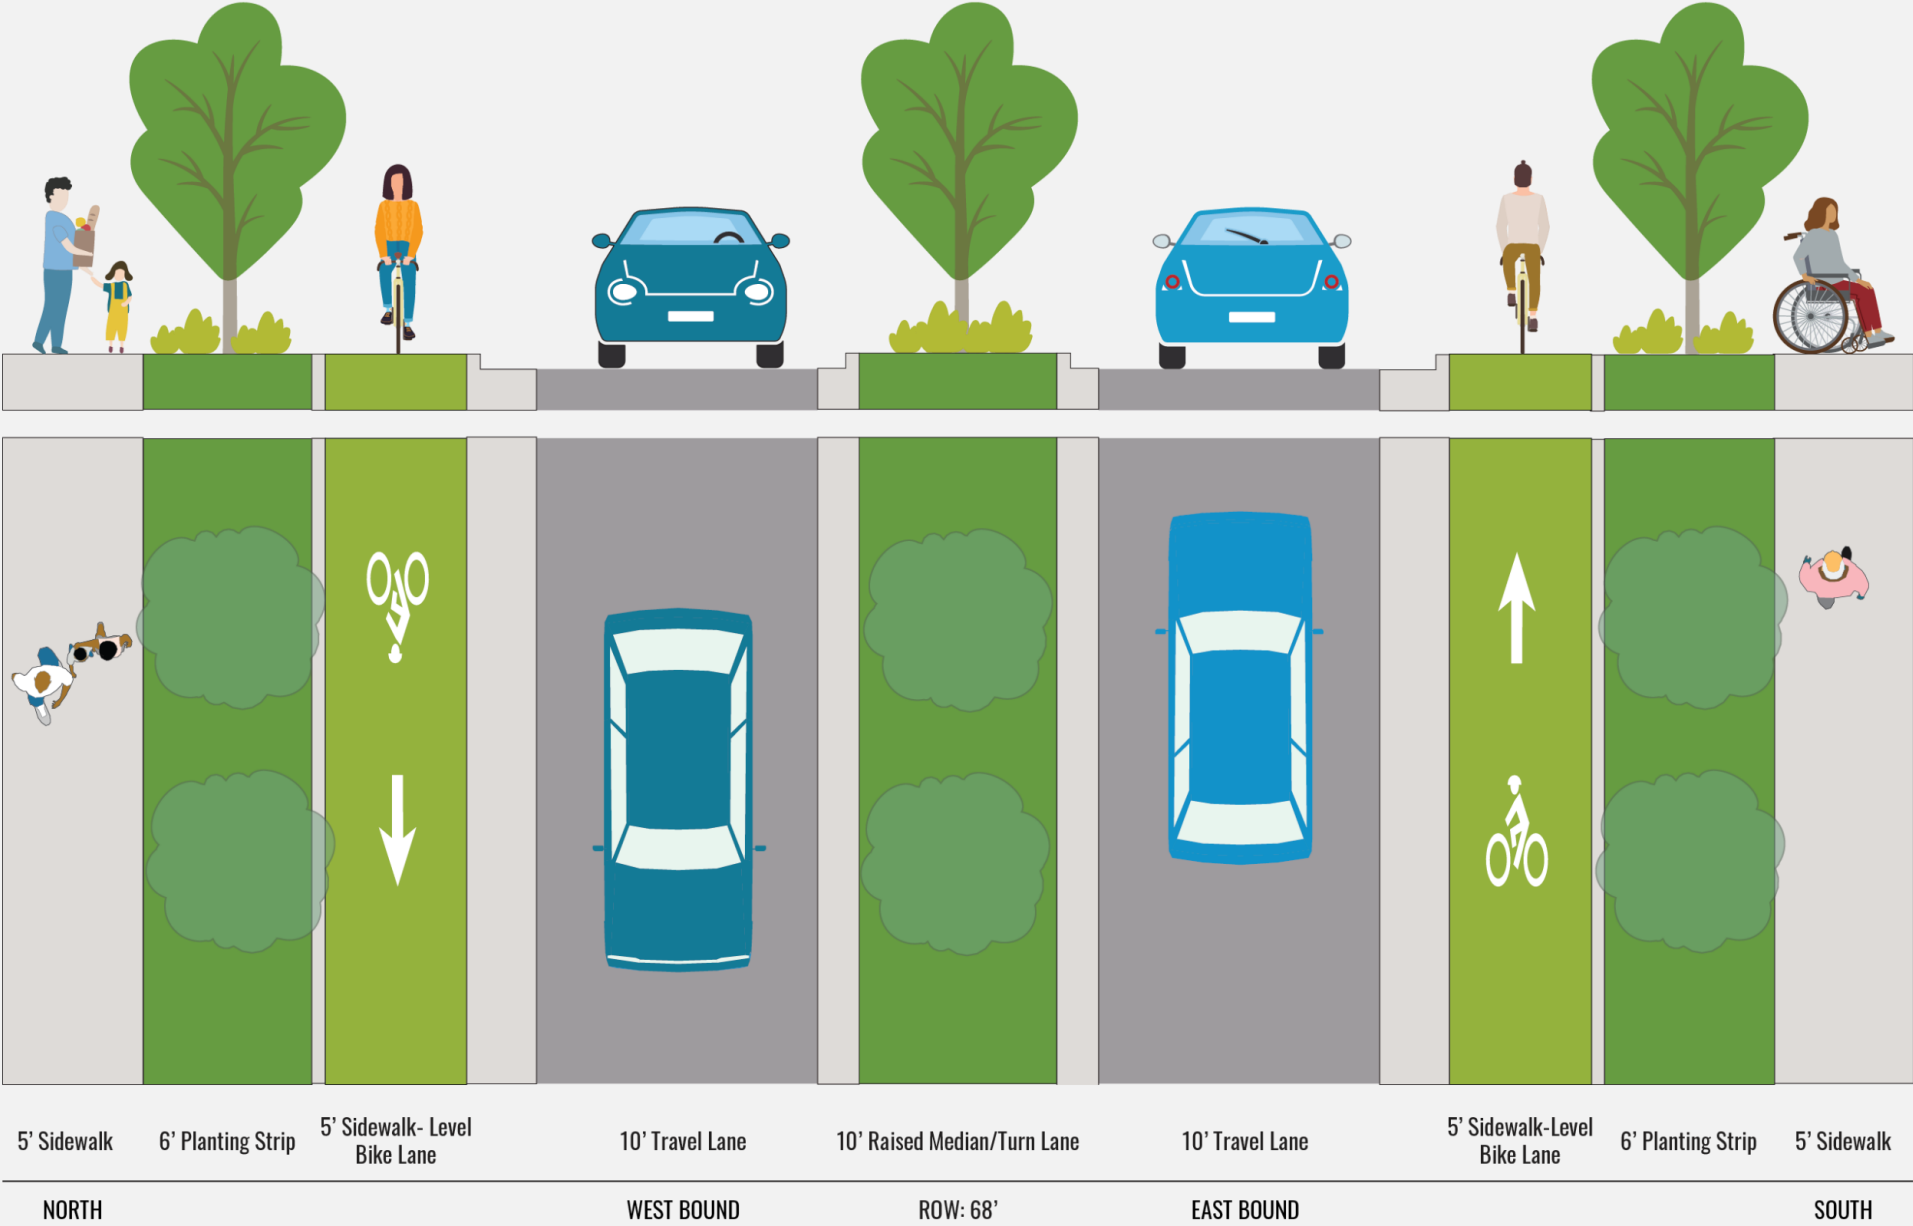 5’ Sidewalk
6’ Planting Strip
5’ Sidewalk- Level
Bike Lane
10’ Travel Lane
10’ Raised Median/Turn Lane
10’ Travel Lane
5’ Sidewalk-Level
Bike Lane
6’ Planting Strip
5’ Sidewalk
NORTH
WEST BOUND
ROW: 68’
EAST BOUND
SOUTH